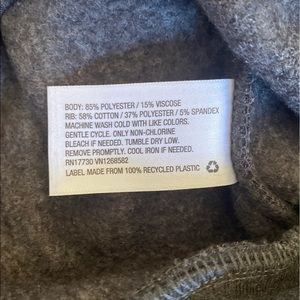 BODY: 85% POLYESTER / 15% VISCOSE
RIB: 58% COTTON / 37% POLYESTER / 5% SPANDEX
MACHINE WASH COLD WITH LIKE COLORS.
GENTLE CYCLE. ONLY NON-CHLORINE
BLEACH IF NEEDED. TUMBLE DRY LOW.
REMOVE PROMPTLY. COOL IRON IF NEEDED.
RN17730 VN1268582
LABEL MADE FROM 100% RECYCLED PLASTIC